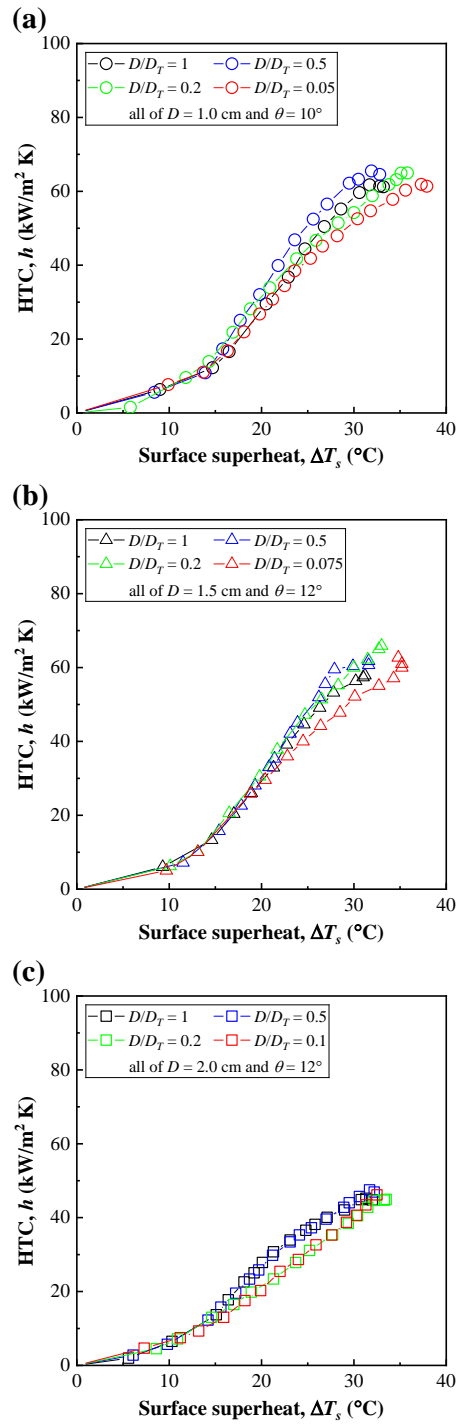 (a)
100
80
60
40
20
0
HTC, h (kW/m² K)
D/D_T = 1
D/D_T = 0.5
D/D_T = 0.2
D/D_T = 0.05
all of D = 1.0 cm and θ = 10°
0 10 20 30 40
Surface superheat, ΔT_s (°C)
(b)
100
80
60
40
20
0
HTC, h (kW/m² K)
D/D_T = 1
D/D_T = 0.5
D/D_T = 0.2
D/D_T = 0.075
all of D = 1.5 cm and θ = 12°
0 10 20 30 40
Surface superheat, ΔT_s (°C)
(c)
100
80
60
40
20
0
HTC, h (kW/m² K)
D/D_T = 1
D/D_T = 0.5
D/D_T = 0.2
D/D_T = 0.1
all of D = 2.0 cm and θ = 12°
0 10 20 30 40
Surface superheat, ΔT_s (°C)